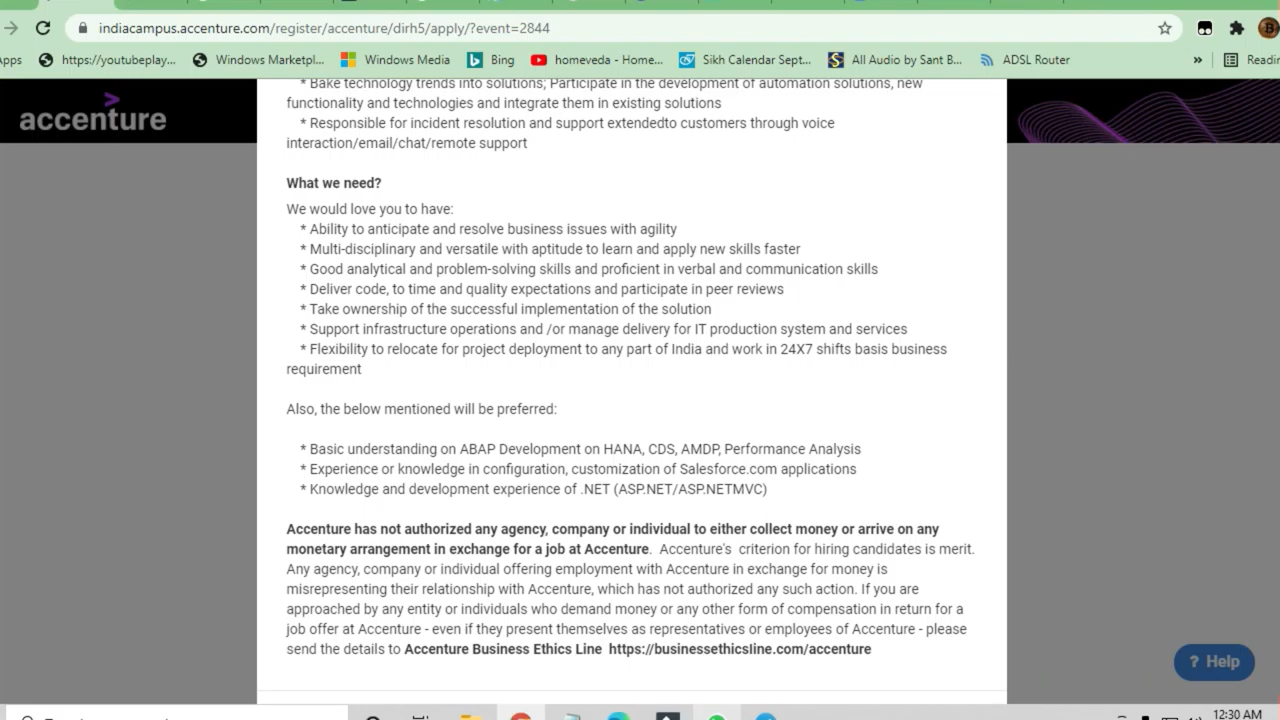 indiacampus.accenture.com/register/accenture/dirh5/apply/?event=2844
pps https://youtubeplay... Windows Marketpl... Windows Media Bing homeveda - Home... Sikh Calendar Sept... All Audio by Sant B... ADSL Router » Readi
* Bake technology trends into solutions; Participate in the development of automation solutions, new
functionality and technologies and integrate them in existing solutions
accenture
* Responsible for incident resolution and support extendedto customers through voice
interaction/email/chat/remote support
What we need?
We would love you to have:
* Ability to anticipate and resolve business issues with agility
* Multi-disciplinary and versatile with aptitude to learn and apply new skills faster
* Good analytical and problem-solving skills and proficient in verbal and communication skills
* Deliver code, to time and quality expectations and participate in peer reviews
* Take ownership of the successful implementation of the solution
* Support infrastructure operations and /or manage delivery for IT production system and services
* Flexibility to relocate for project deployment to any part of India and work in 24X7 shifts basis business
requirement
Also, the below mentioned will be preferred:
* Basic understanding on ABAP Development on HANA, CDS, AMDP, Performance Analysis
* Experience or knowledge in configuration, customization of Salesforce.com applications
* Knowledge and development experience of .NET (ASP.NET/ASP.NETMVC)
Accenture has not authorized any agency, company or individual to either collect money or arrive on any
monetary arrangement in exchange for a job at Accenture. Accenture's criterion for hiring candidates is merit.
Any agency, company or individual offering employment with Accenture in exchange for money is
misrepresenting their relationship with Accenture, which has not authorized any such action. If you are
approached by any entity or individuals who demand money or any other form of compensation in return for a
job offer at Accenture - even if they present themselves as representatives or employees of Accenture - please
send the details to Accenture Business Ethics Line https://businessethicsline.com/accenture
? Help
12:30 AM